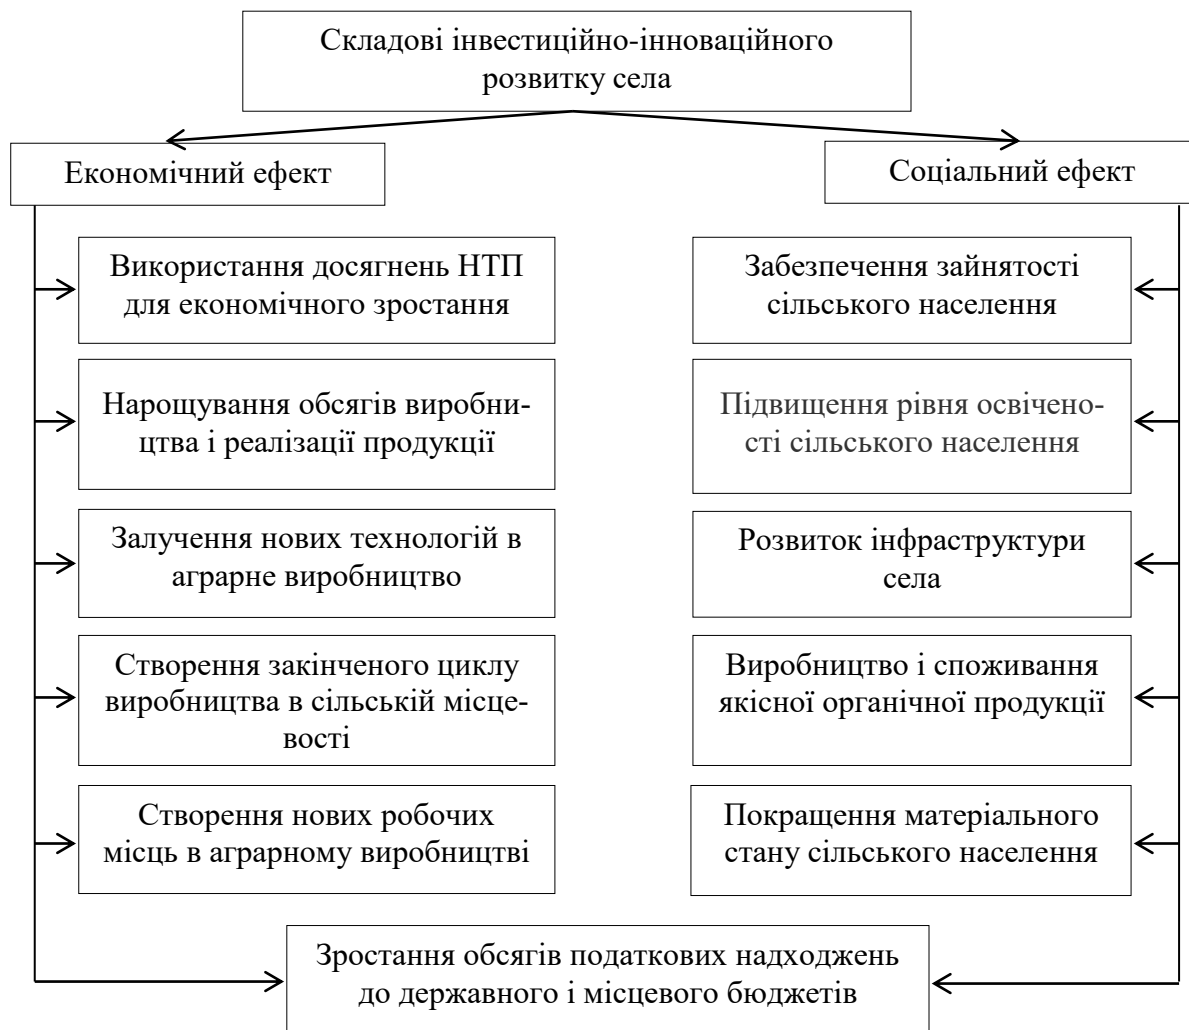 Складові інвестиційно-інноваційного
розвитку села
Економічний ефект
Соціальний ефект
Використання досягнень НТП
для економічного зростання
Забезпечення зайнятості
сільського населення
Нарощування обсягів виробни-
цтва і реалізації продукції
Підвищення рівня освічено-
сті сільського населення
Залучення нових технологій в
аграрне виробництво
Розвиток інфраструктури
села
Створення закінченого циклу
виробництва в сільській місце-
вості
Виробництво і споживання
якісної органічної продукції
Створення нових робочих
місць в аграрному виробництві
Покращення матеріального
стану сільського населення
Зростання обсягів податкових надходжень
до державного і місцевого бюджетів